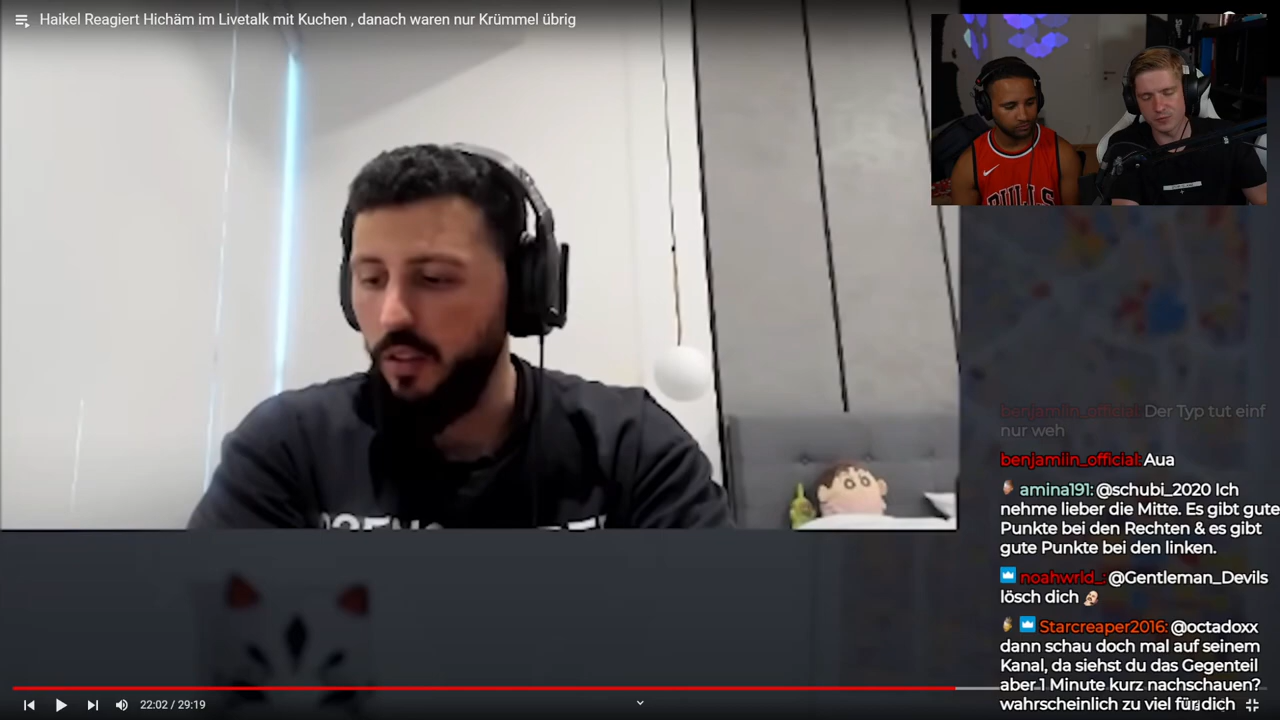 Haikel Reagiert Hichäm im Livetalk mit Kuchen , danach waren nur Krümmel übrig
BULLS
benjamiin_official: Der Typ tut einf
nur weh
benjamiin_official: Aua
amina191: @schubi_2020 Ich
nehme lieber die Mitte. Es gibt gute
Punkte bei den Rechten & es gibt
gute Punkte bei den linken.
noahwrld_: @Gentleman_Devils
lösch dich
Starcreaper2016: @octadoxx
dann schau doch mal auf seinem
Kanal, da siehst du das Gegenteil
aber 1 Minute kurz nachschauen?
wahrscheinlich zu viel für dich
22:02 / 29:19